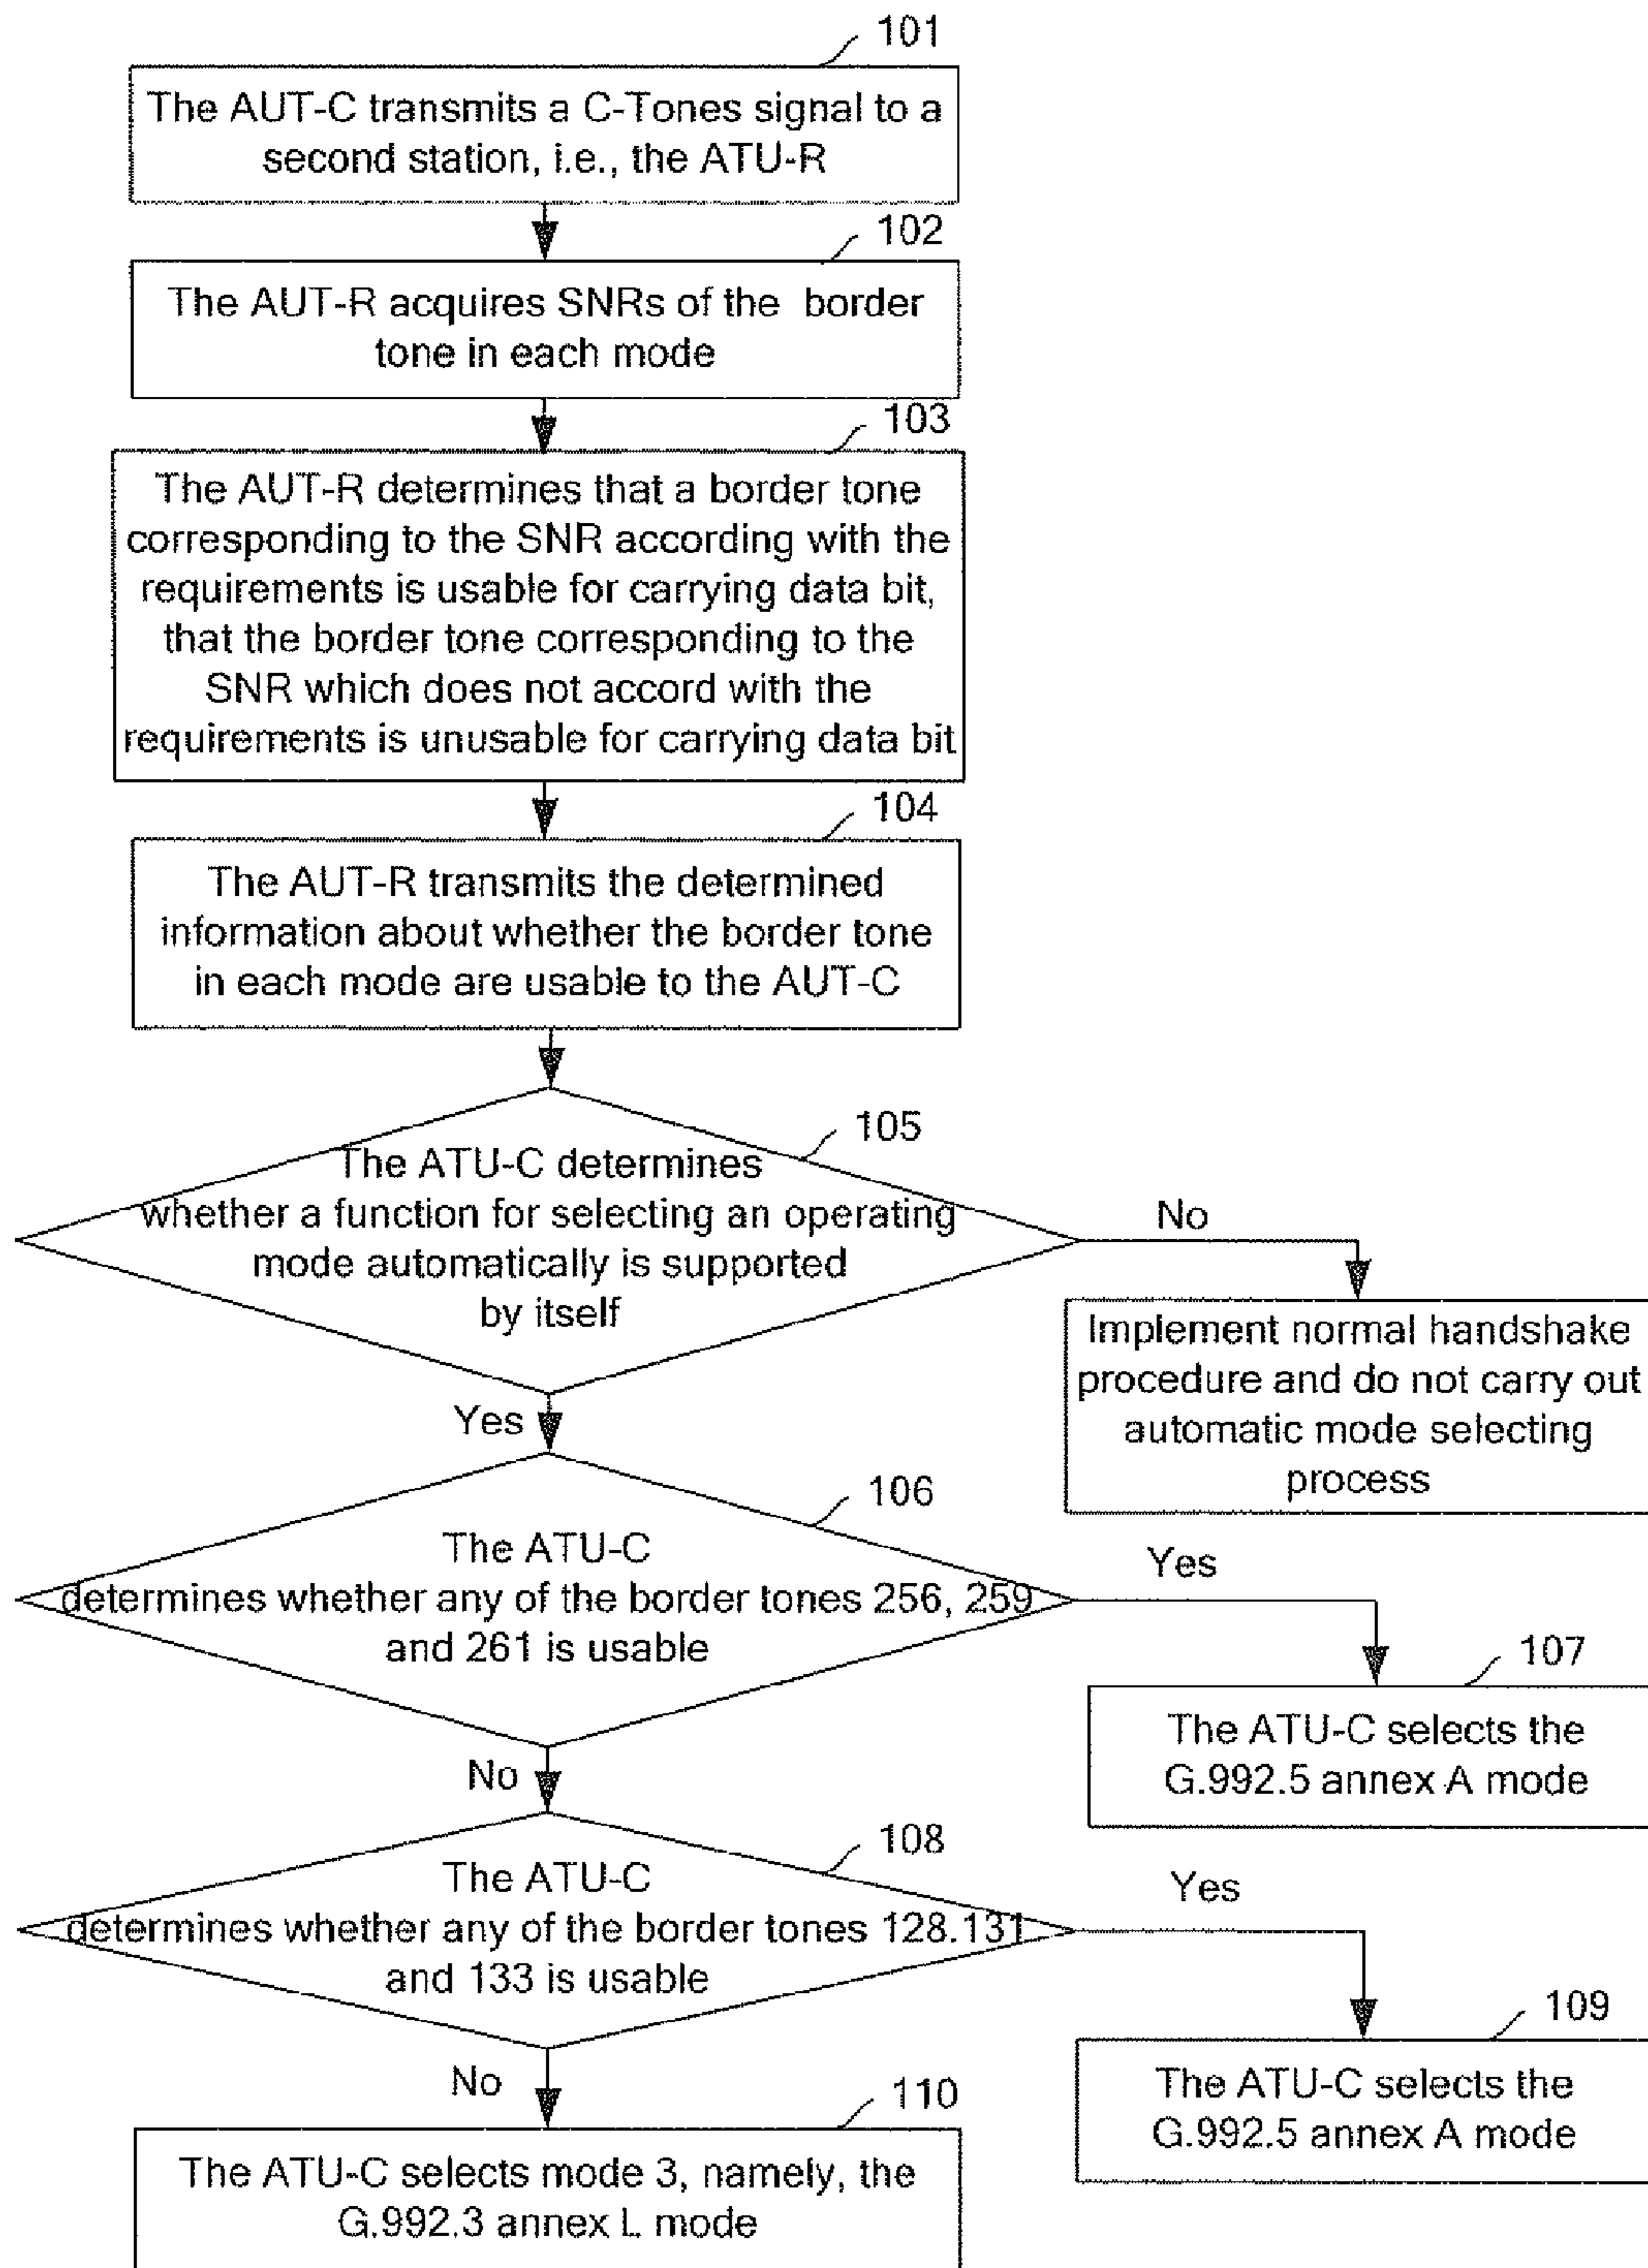 101
The AUT-C transmits a C-Tones signal to a
second station, i.e., the ATU-R
102
The AUT-R acquires SNRs of the border
tone in each mode
103
The AUT-R determines that a border tone
corresponding to the SNR according with the
requirements is usable for carrying data bit,
that the border tone corresponding to the
SNR which does not accord with the
requirements is unusable for carrying data bit
104
The AUT-R transmits the determined
information about whether the border tone
in each mode are usable to the AUT-C
105
The ATU-C determines
whether a function for selecting an operating
mode automatically is supported
by itself
No
Implement normal handshake
procedure and do not carry out
automatic mode selecting
process
Yes
106
The ATU-C
determines whether any of the border tones 256, 259
and 261 is usable
Yes
107
The ATU-C selects the
G.992.5 annex A mode
No
108
The ATU-C
determines whether any of the border tones 128.131
and 133 is usable
Yes
109
The ATU-C selects the
G.992.5 annex A mode
No
110
The ATU-C selects mode 3, namely, the
G.992.3 annex L mode